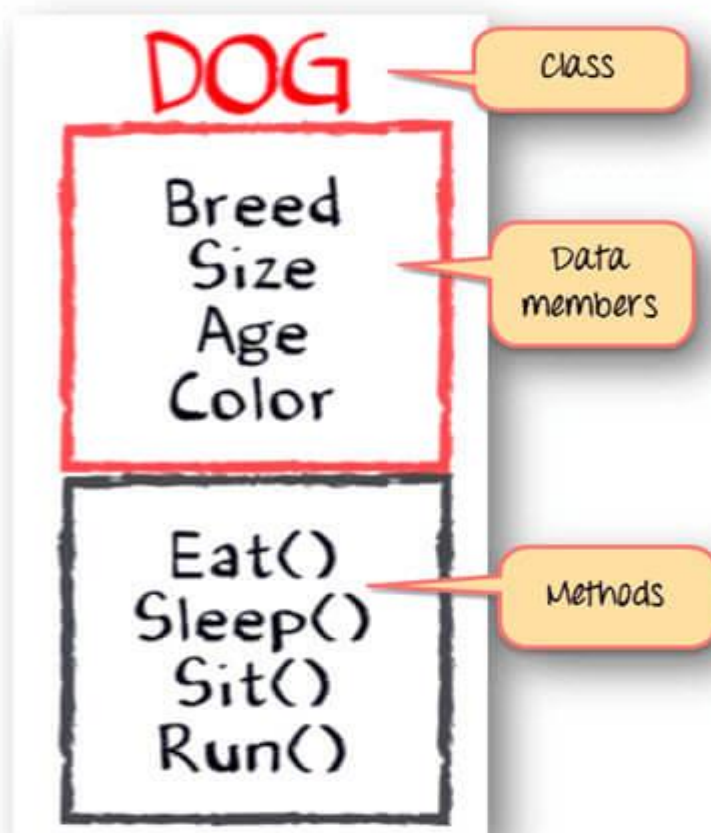 DOG
Class
Breed
Size
Age
Color
Data
members
Eat()
Sleep()
Sit()
Run()
Methods